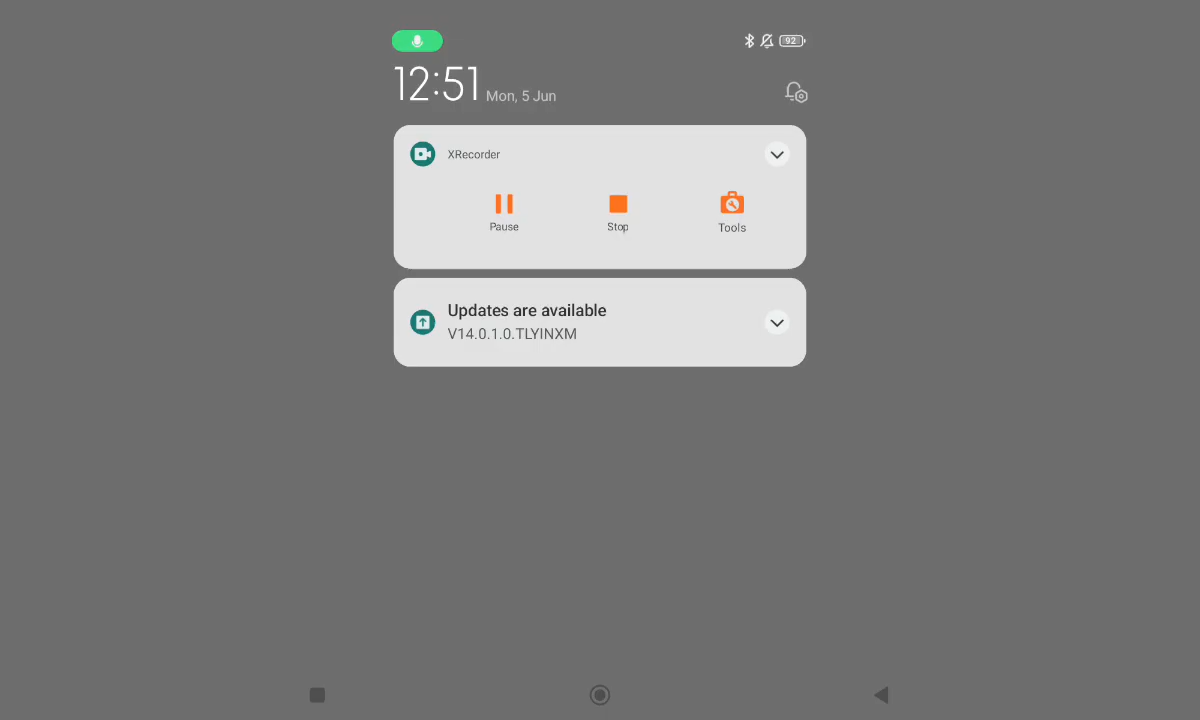 92
12:51 Mon, 5 Jun
XRecorder
Pause Stop Tools
Updates are available
V14.0.1.0.TLYINXM